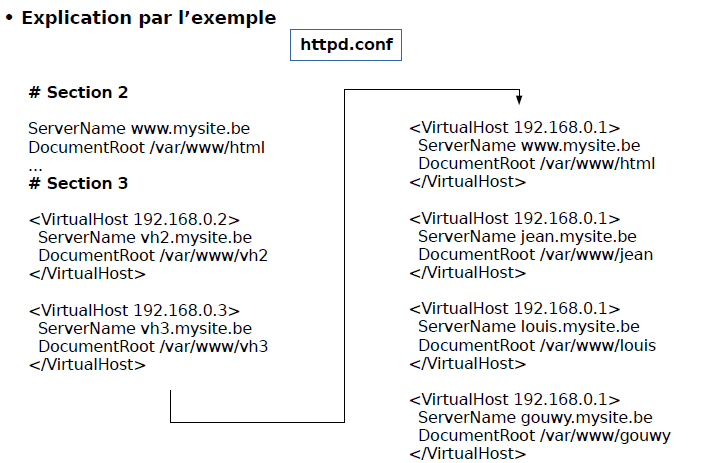 • Explication par l’exemple
httpd.conf
# Section 2
ServerName www.mysite.be
DocumentRoot /var/www/html
...
# Section 3
<VirtualHost 192.168.0.2>
ServerName vh2.mysite.be
DocumentRoot /var/www/vh2
</VirtualHost>
<VirtualHost 192.168.0.3>
ServerName vh3.mysite.be
DocumentRoot /var/www/vh3
</VirtualHost>
<VirtualHost 192.168.0.1>
ServerName www.mysite.be
DocumentRoot /var/www/html
</VirtualHost>
<VirtualHost 192.168.0.1>
ServerName jean.mysite.be
DocumentRoot /var/www/jean
</VirtualHost>
<VirtualHost 192.168.0.1>
ServerName louis.mysite.be
DocumentRoot /var/www/louis
</VirtualHost>
<VirtualHost 192.168.0.1>
ServerName gouwy.mysite.be
DocumentRoot /var/www/gouwy
</VirtualHost>